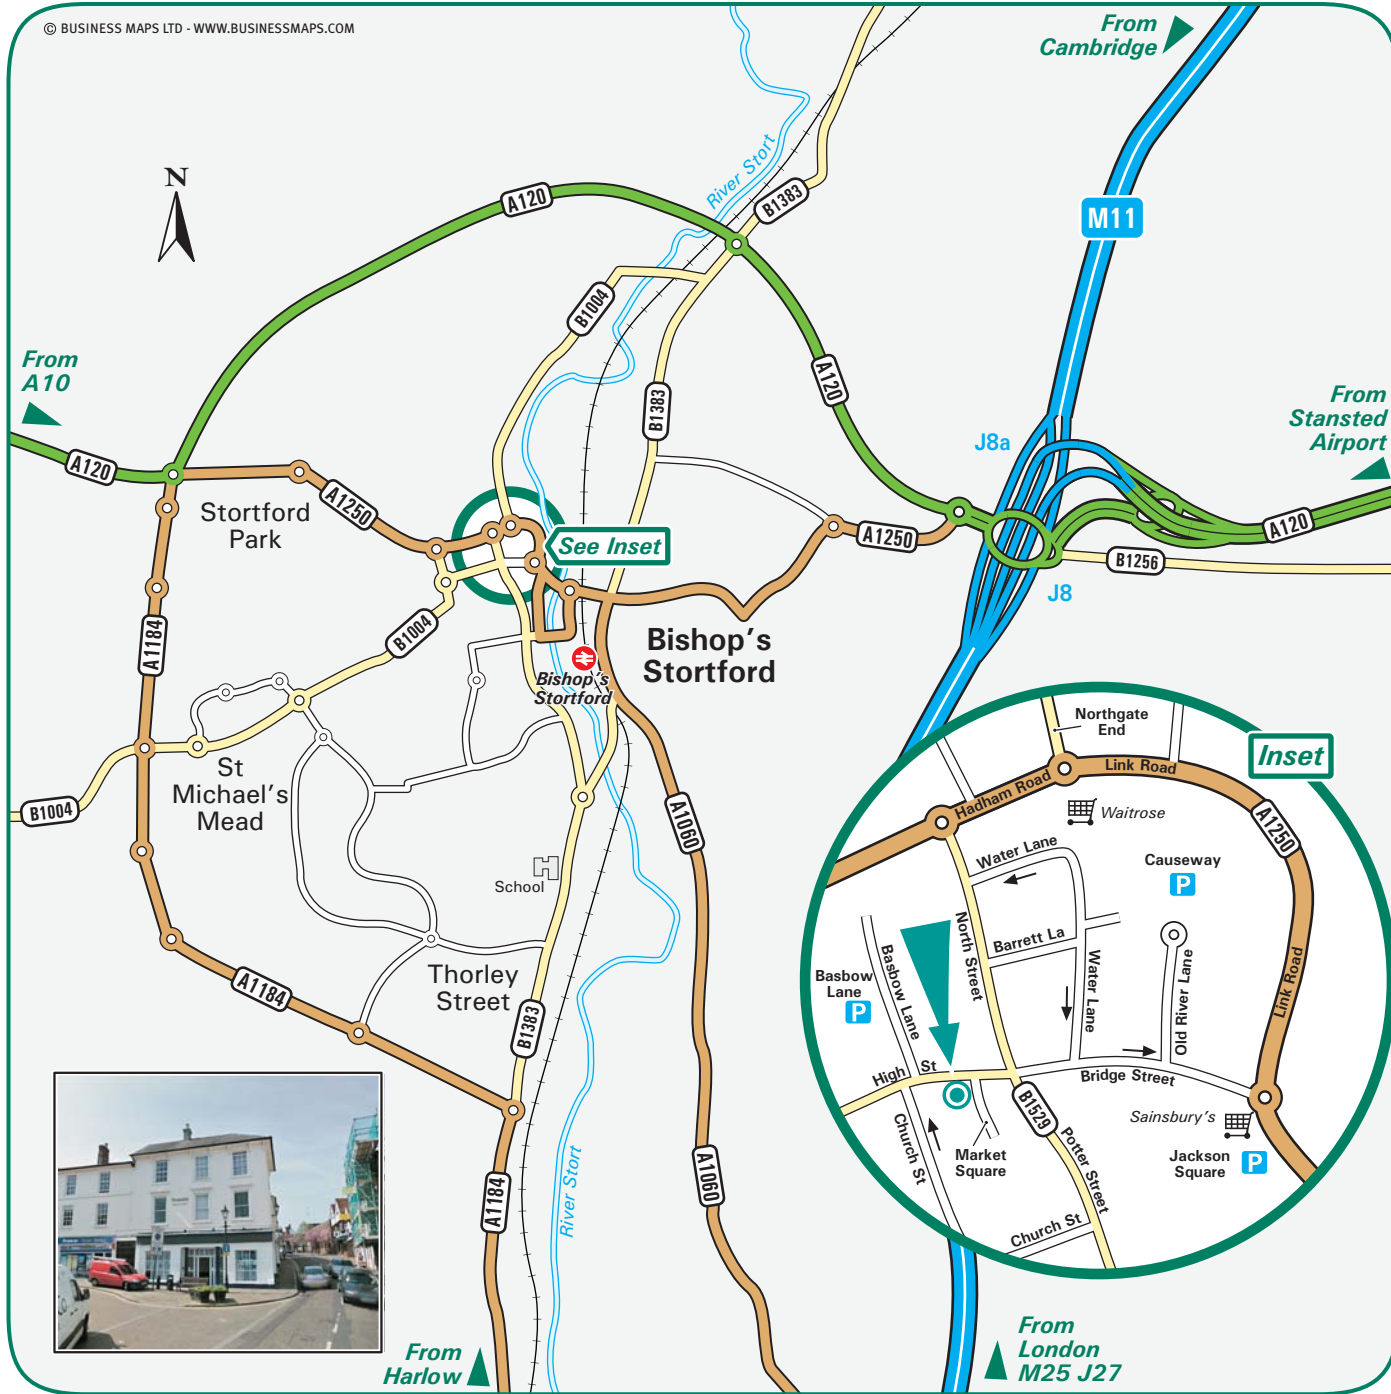 © BUSINESS MAPS LTD - WWW.BUSINESSMAPS.COM
From
Cambridge
N
River Stort
A120
B1383
M11
B1004
From
A10
A120
B1383
From
Stansted
Airport
J8a
A120
A1250
Stortford
Park
See Inset
A1250
A120
B1256
J8
A1184
B1004
Bishop's
Stortford
Bishop's
Stortford
St
Michael's
Mead
B1004
A1060
School
Thorley
Street
A1184
B1383
A1184
River Stort
A1060
From
Harlow
From
London
M25 J27
Inset
Northgate
End
Link Road
Hadham Road
A1250
Waitrose
Water Lane
Causeway
P
North Street
Barrett La
Basbow Lane
Basbow
Lane
P
Water Lane
Old River Lane
Link Road
High St
Bridge Street
B1529
Sainsbury's
Church St
Market
Square
Potter Street
Jackson
Square
P
Church St